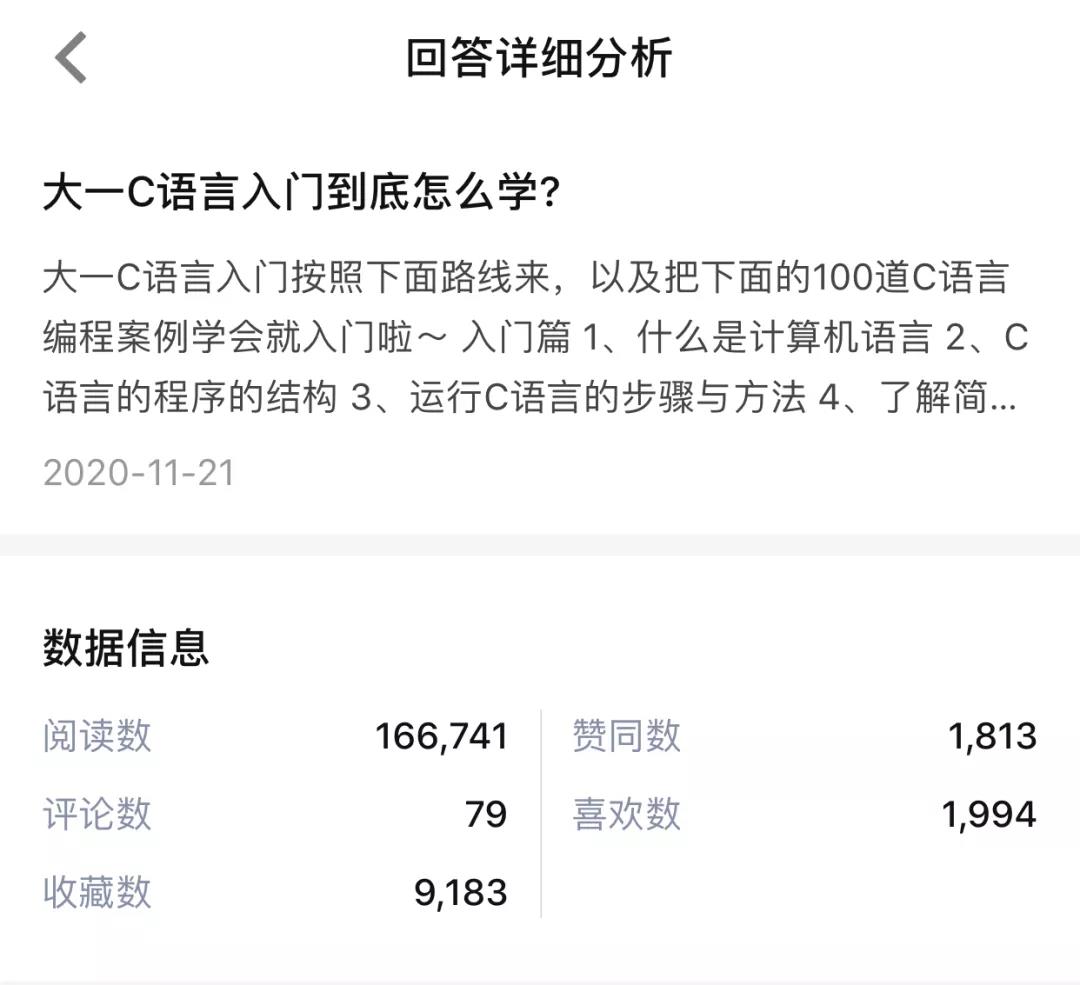 回答详细分析
大一C语言入门到底怎么学?
大一C语言入门按照下面路线来，以及把下面的100道C语言
编程案例学会就入门啦～ 入门篇 1、什么是计算机语言 2、C
语言的程序的结构 3、运行C语言的步骤与方法 4、了解简...
2020-11-21
数据信息
阅读数 166,741 赞同数 1,813
评论数 79 喜欢数 1,994
收藏数 9,183